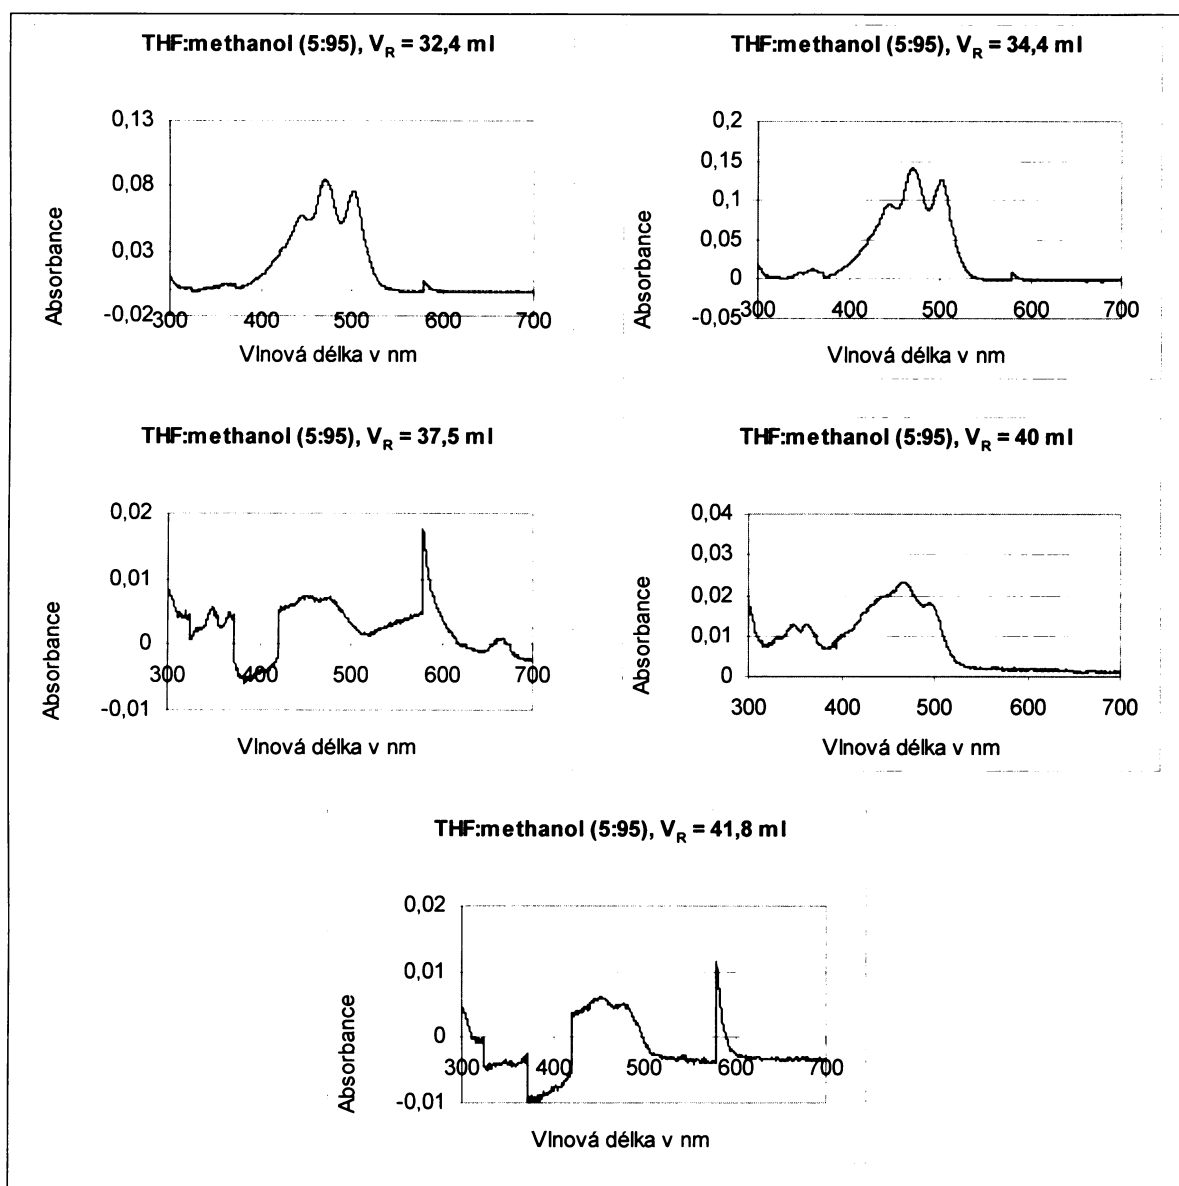 THF:methanol (5:95), VR = 32,4 ml
0,13
0,08
0,03
-0,02
300 400 500 600 700
Absorbance
Vlnová délka v nm
THF:methanol (5:95), VR = 34,4 ml
0,2
0,15
0,1
0,05
0
-0,05
300 400 500 600 700
Absorbance
Vlnová délka v nm
THF:methanol (5:95), VR = 37,5 ml
0,02
0,01
0
-0,01
300 400 500 600 700
Absorbance
Vlnová délka v nm
THF:methanol (5:95), VR = 40 ml
0,04
0,03
0,02
0,01
0
300 400 500 600 700
Absorbance
Vlnová délka v nm
THF:methanol (5:95), VR = 41,8 ml
0,02
0,01
0
-0,01
300 400 500 600 700
Absorbance
Vlnová délka v nm